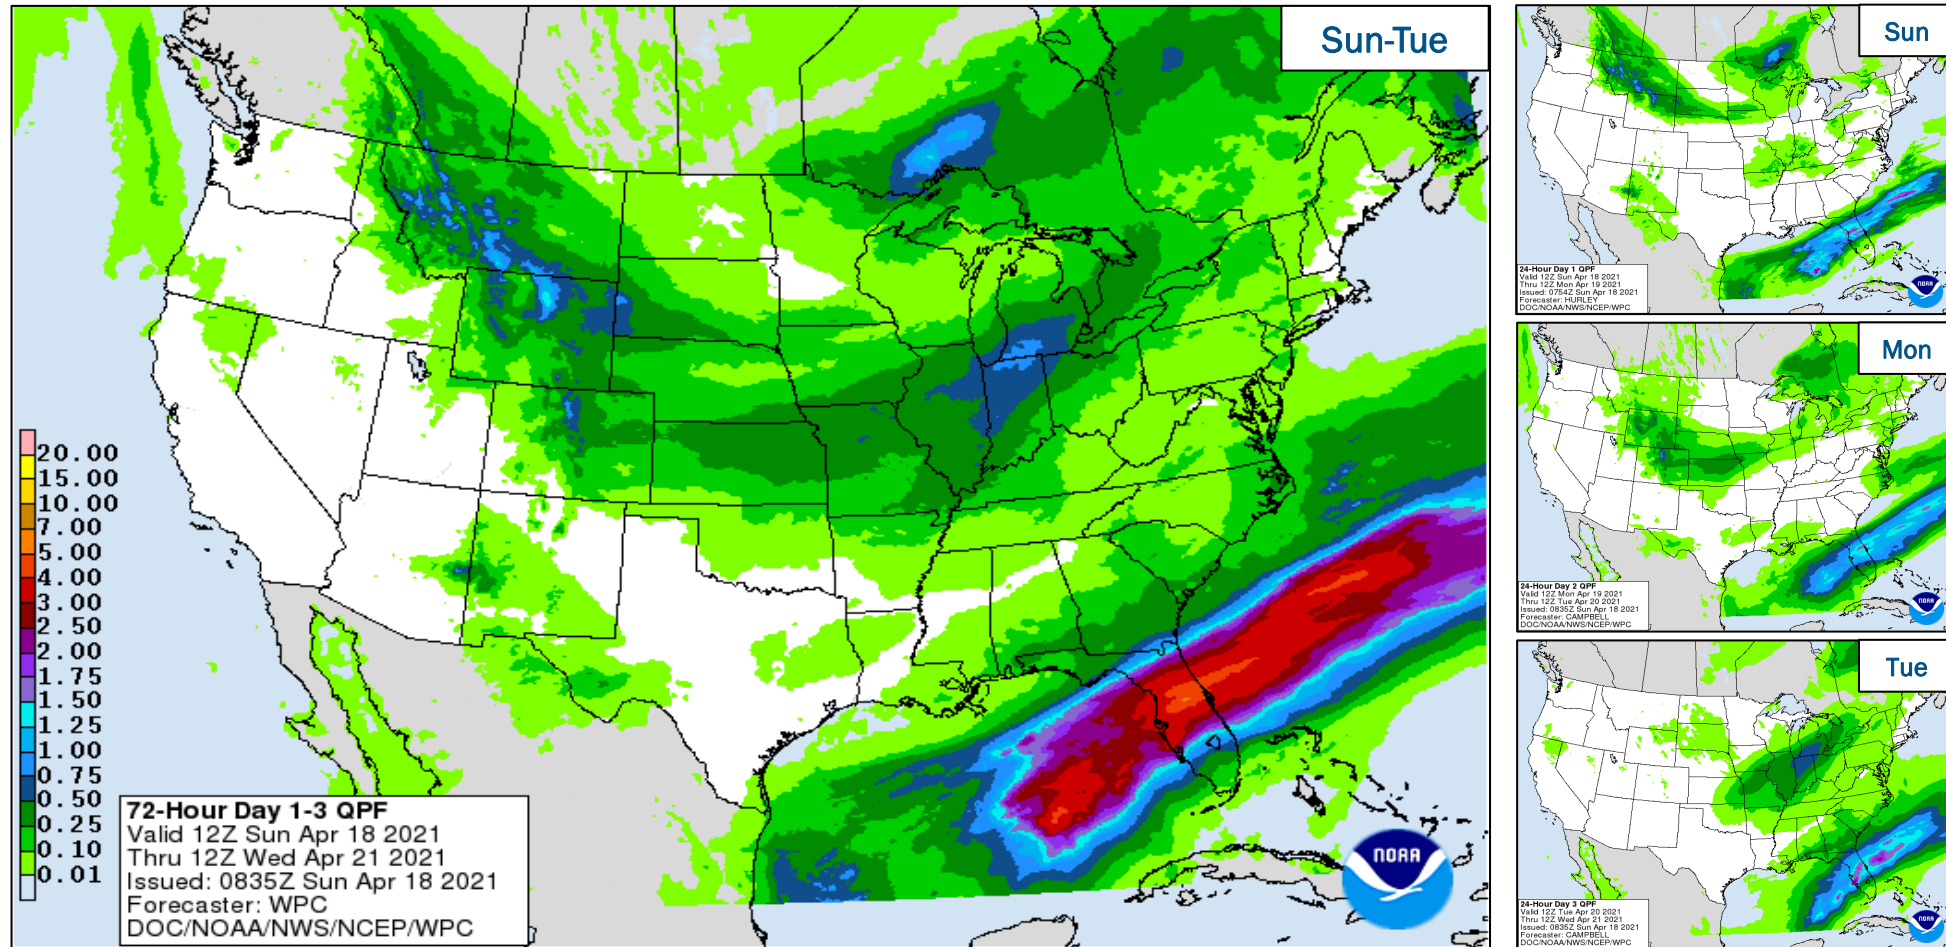 Sun-Tue
20.00
15.00
10.00
7.00
5.00
4.00
3.00
2.50
2.00
1.75
1.50
1.25
1.00
0.75
0.50
0.25
0.10
0.01
72-Hour Day 1-3 QPF
Valid 12Z Sun Apr 18 2021
Thru 12Z Wed Apr 21 2021
Issued: 0835Z Sun Apr 18 2021
Forecaster: WPC
DOC/NOAA/NWS/NCEP/WPC
NOAA
Sun
24-Hour Day 1 QPF
Valid 12Z Sun Apr 18 2021
Thru 12Z Mon Apr 19 2021
Issued: 0754Z Sun Apr 18 2021
Forecaster: HURLEY
DOC/NOAA/NWS/NCEP/WPC
NOAA
Mon
24-Hour Day 2 QPF
Valid 12Z Mon Apr 19 2021
Thru 12Z Tue Apr 20 2021
Issued: 0835Z Sun Apr 18 2021
Forecaster: CAMPBELL
DOC/NOAA/NWS/NCEP/WPC
NOAA
Tue
24-Hour Day 3 QPF
Valid 12Z Tue Apr 20 2021
Thru 12Z Wed Apr 21 2021
Issued: 0835Z Sun Apr 18 2021
Forecaster: CAMPBELL
DOC/NOAA/NWS/NCEP/WPC
NOAA